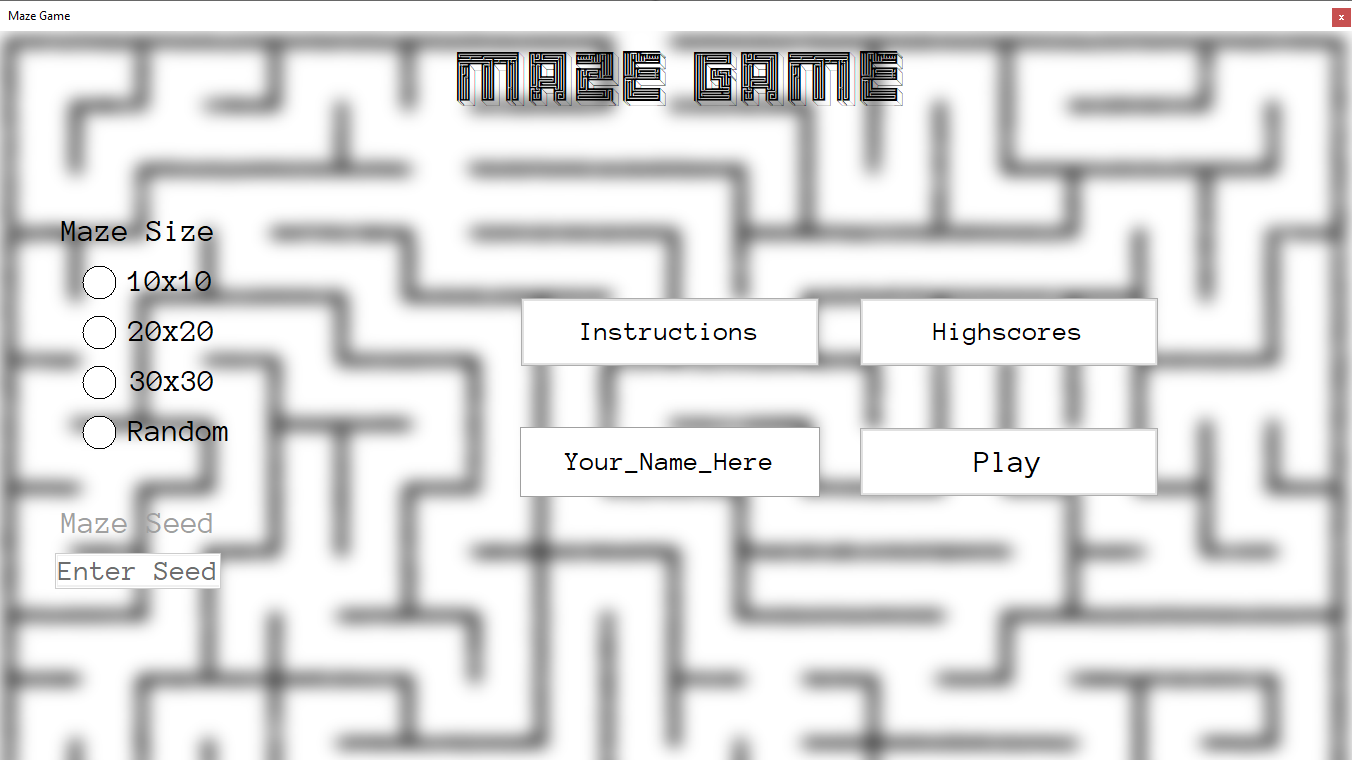 Maze Game
x
MAZE GAME
Maze Size
10x10
20x20
30x30
Random
Maze Seed
Enter Seed
Instructions
Highscores
Your_Name_Here
Play